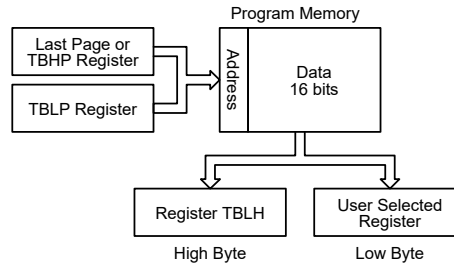 Program Memory
Last Page or
TBHP Register
TBLP Register
Address
Data
16 bits
Register TBLH
User Selected
Register
High Byte
Low Byte